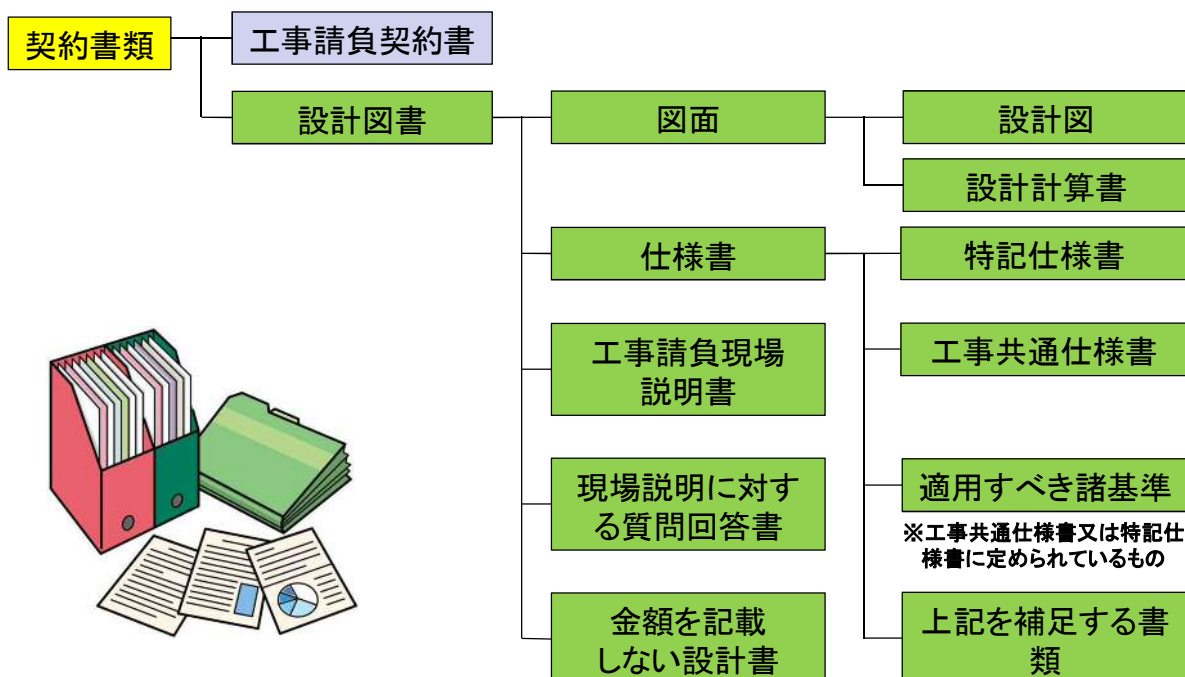 契約書類
工事請負契約書
設計図書
図面
設計図
設計計算書
仕様書
特記仕様書
工事請負現場
説明書
工事共通仕様書
現場説明に対す
る質問回答書
適用すべき諸基準
※工事共通仕様書又は特記仕
様書に定められているもの
金額を記載
しない設計書
上記を補足する書
類